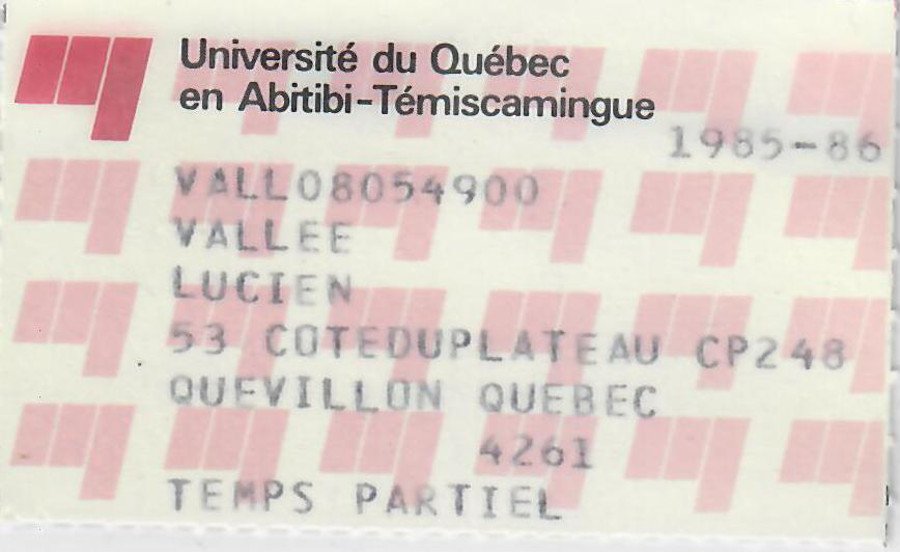 Université du Québec
en Abitibi-Témiscamingue
1985-86
VALL08054900
VALLEE
LUCIEN
53 COTEDUPLATEAU CP248
QUEVILLON QUEBEC
4261
TEMPS PARTIEL